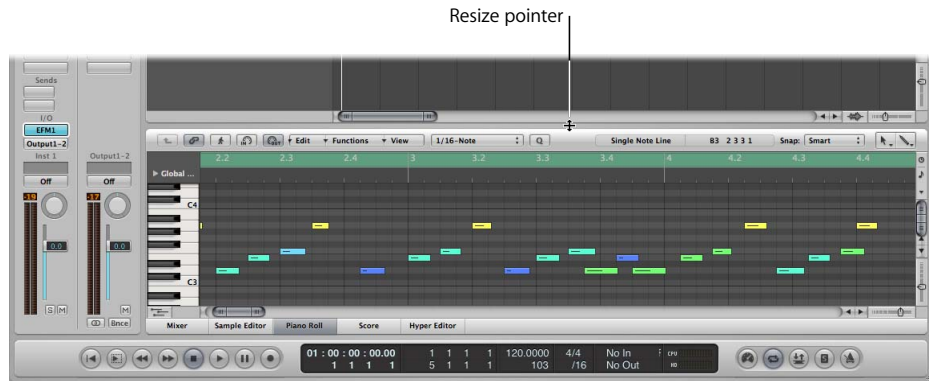 Resize pointer
Sends
I/O
EFM1
Output1-2
Inst 1 Output1-2
Off Off
-19 -17
0.0 0.0
S M M
Bnce
Edit Functions View 1/16-Note Q Single Note Line B3 2 3 3 1 Snap: Smart
2.2 2.3 2.4 3 3.2 3.3 3.4 4 4.2 4.3 4.4
Global ...
C4
C3
Mixer Sample Editor Piano Roll Score Hyper Editor
01 : 00 : 00 : 00.00 1 1 1 1 120.0000 4/4 No In CPU
1 1 1 1 5 1 1 1 103 /16 No Out HD